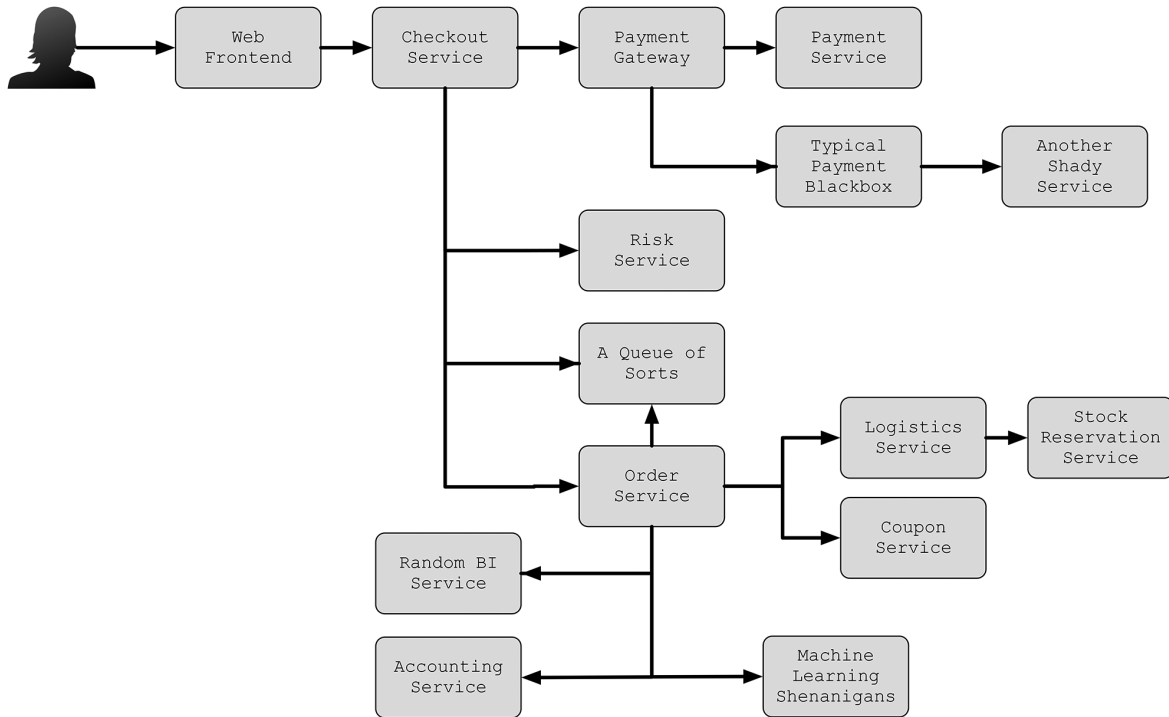 Web
Frontend
Checkout
Service
Payment
Gateway
Payment
Service
Typical
Payment
Blackbox
Another
Shady
Service
Risk
Service
A Queue of
Sorts
Order
Service
Logistics
Service
Stock
Reservation
Service
Coupon
Service
Random BI
Service
Accounting
Service
Machine
Learning
Shenanigans